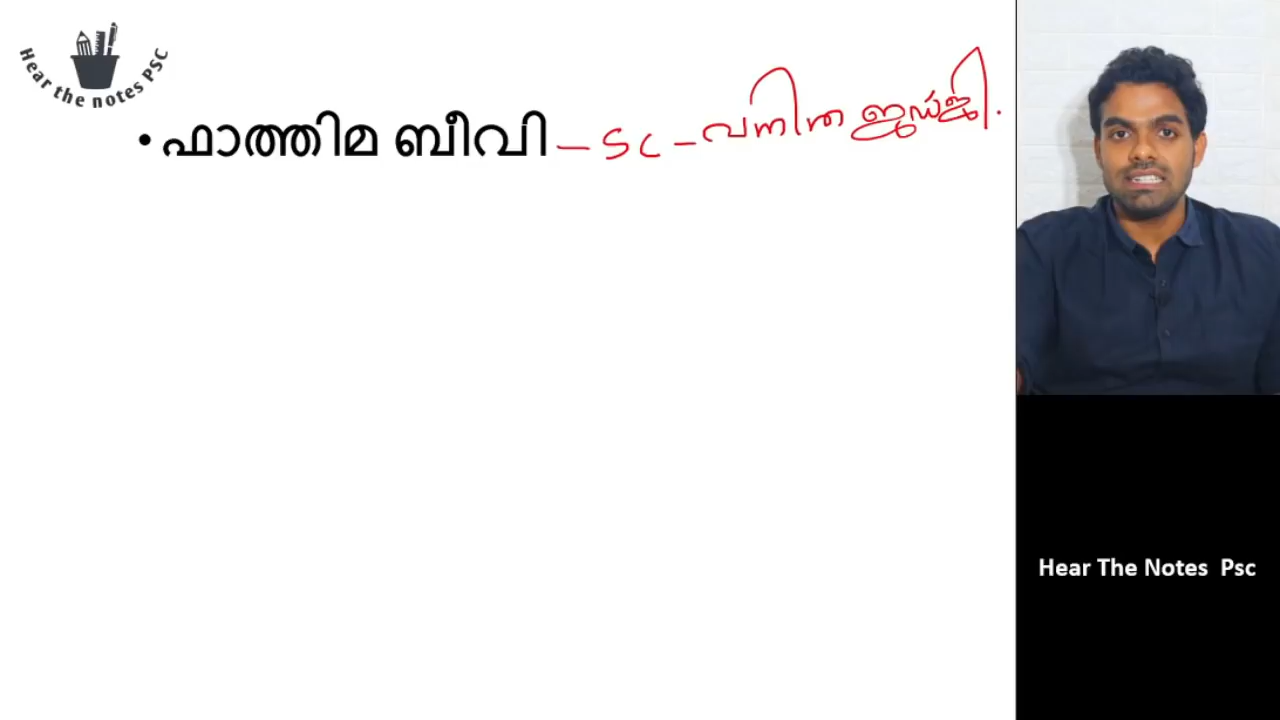 Hear the notes PSC
• ഫാത്തിമ ബീവി – SC – വനിത ജഡ്ജി.
Hear The Notes Psc